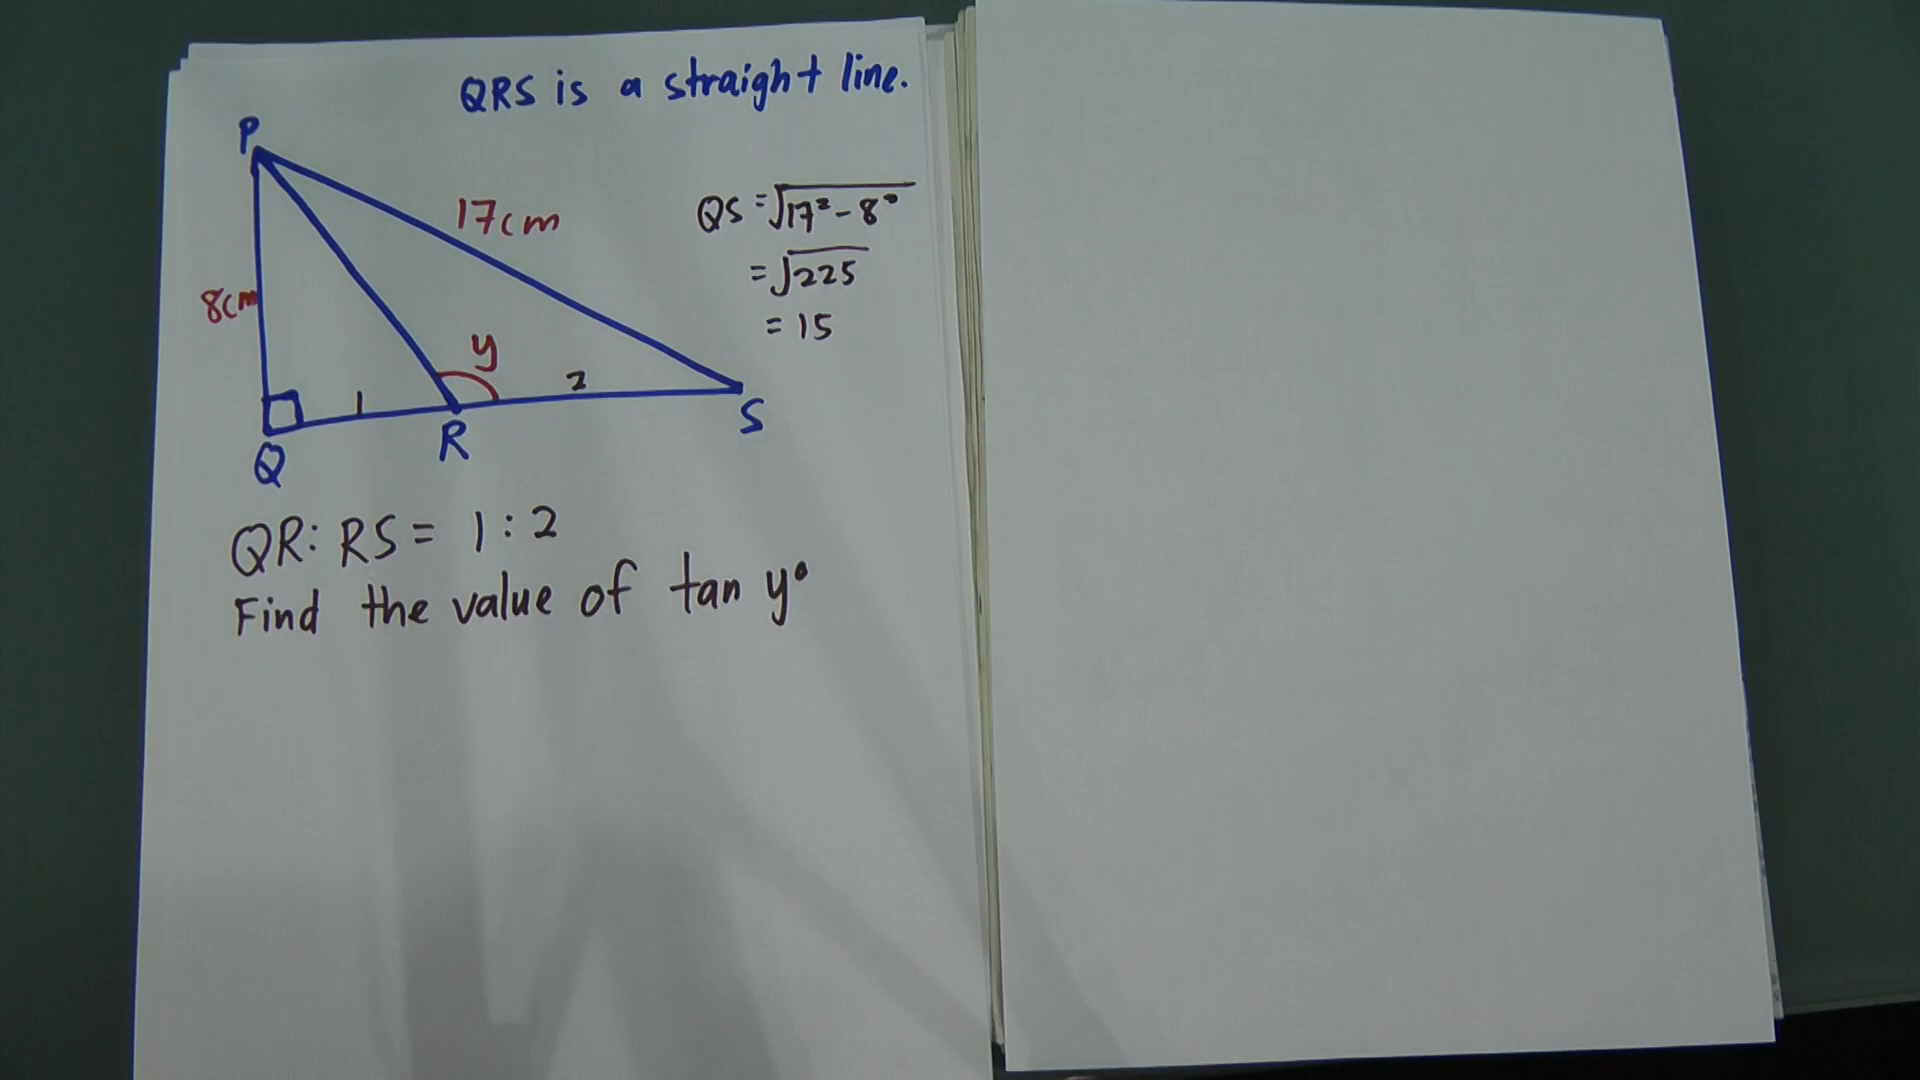 QRS is a straight line.
P
17cm
QS = √17² - 8²
= √225
= 15
8cm
y
1
2
Q
R
S
QR: RS = 1 : 2
Find the value of tan y°